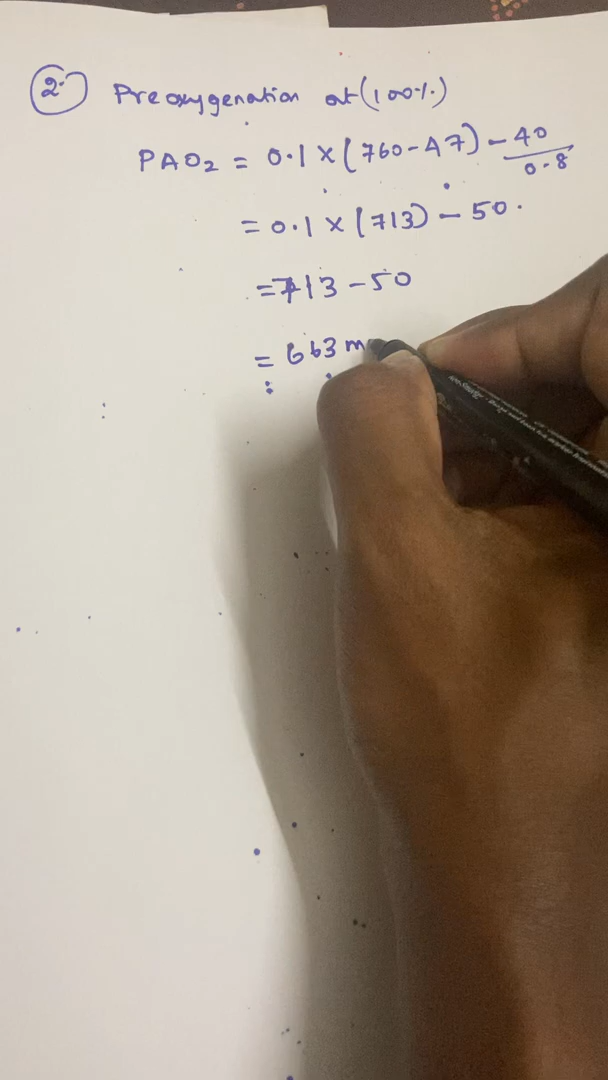 2. Preoxygenation at (100%)
PAO2 = 0.1 × (760-47) - 40/0.8
= 0.1 × (713) - 50.
= 713 - 50
= 663 m